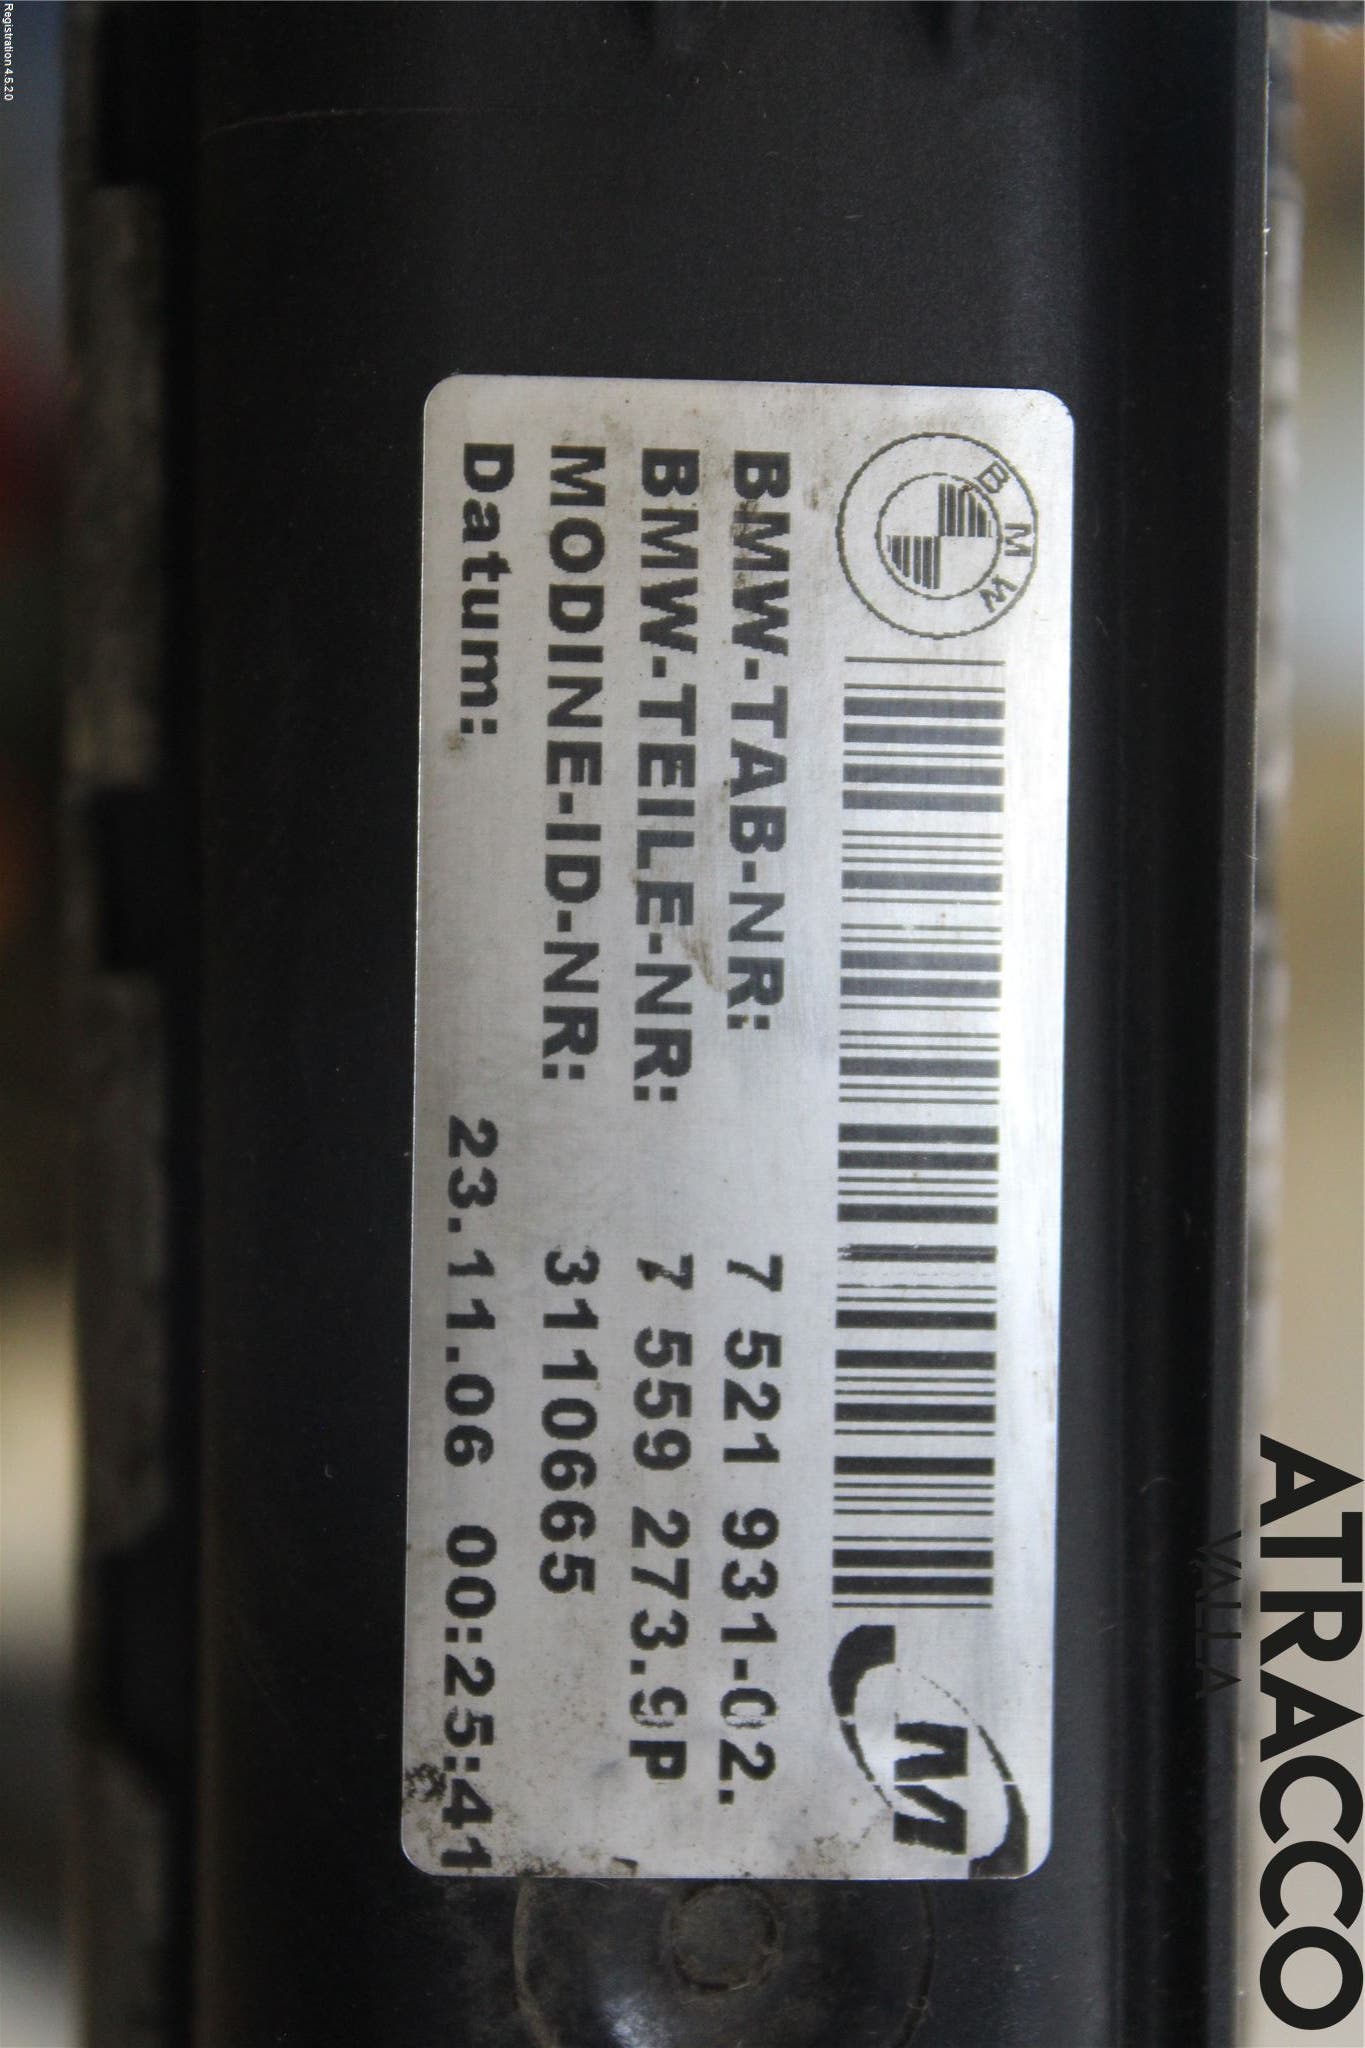 Registration 4.5.2.0
BMW
BMW-TAB-NR: 7 521 931-02.
BMW-TEILE-NR: 7 559 273.9P
MODINE-ID-NR: 3110665
Datum: 23.11.06 00:25:41
M
ATRACCO
VALLA